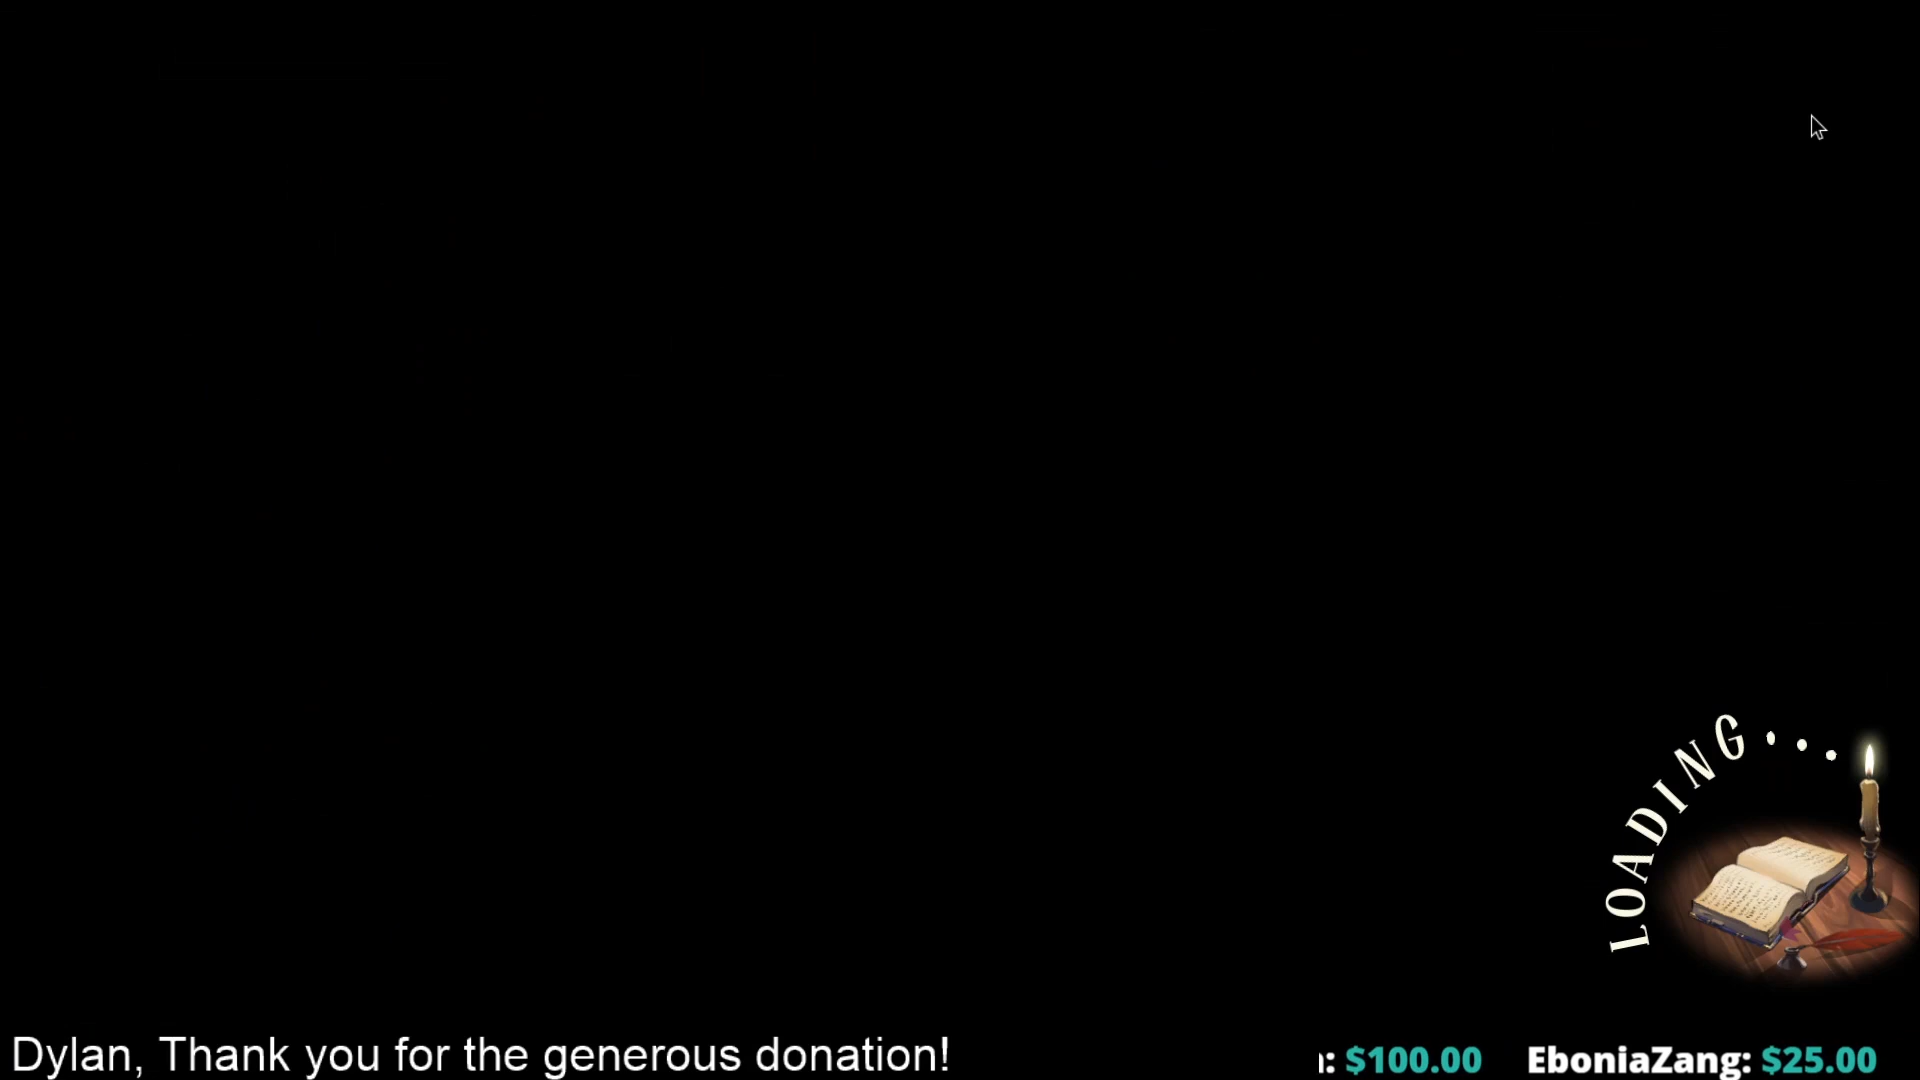 LOADING...
Dylan, Thank you for the generous donation!
: $100.00 EboniaZang: $25.00